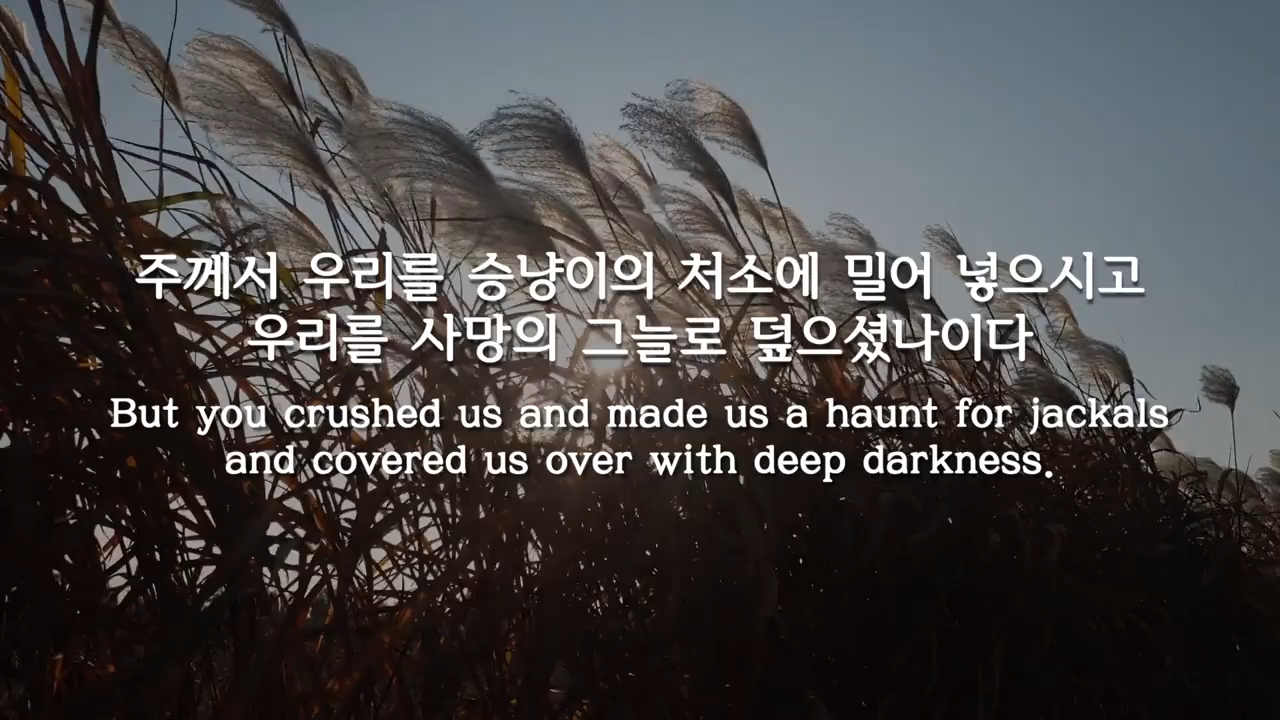 주께서 우리를 승냥이의 처소에 밀어 넣으시고
우리를 사망의 그늘로 덮으셨나이다
But you crushed us and made us a haunt for jackals
and covered us over with deep darkness.